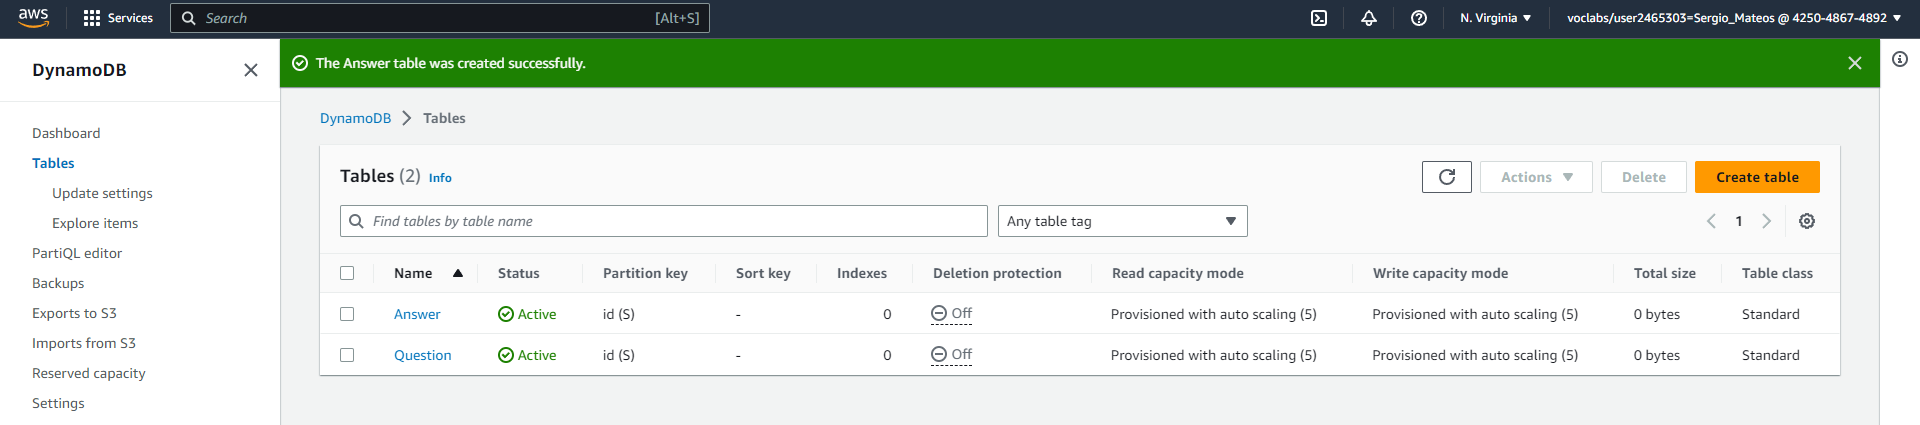 aws Services Search [Alt+S] N. Virginia voclabs/user2465303=Sergio_Mateos @ 4250-4867-4892
DynamoDB
Dashboard
Tables
Update settings
Explore items
PartiQL editor
Backups
Exports to S3
Imports from S3
Reserved capacity
Settings
The Answer table was created successfully.
DynamoDB > Tables
Tables (2) Info Actions Delete Create table
Find tables by table name Any table tag 1
Name Status Partition key Sort key Indexes Deletion protection Read capacity mode Write capacity mode Total size Table class
Answer Active id (S) - 0 Off Provisioned with auto scaling (5) Provisioned with auto scaling (5) 0 bytes Standard
Question Active id (S) - 0 Off Provisioned with auto scaling (5) Provisioned with auto scaling (5) 0 bytes Standard